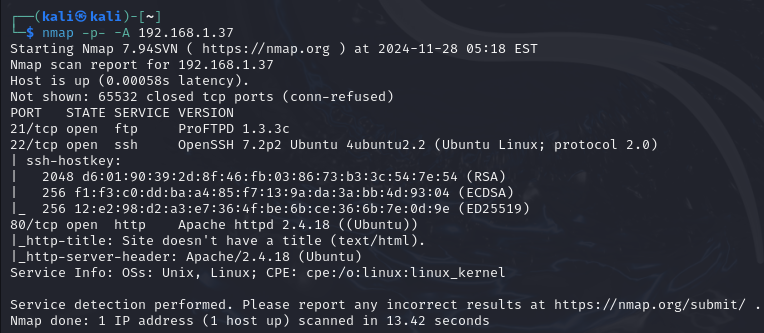 ┌──(kali㉿kali)-[~]
└─$ nmap -p- -A 192.168.1.37
Starting Nmap 7.94SVN ( https://nmap.org ) at 2024-11-28 05:18 EST
Nmap scan report for 192.168.1.37
Host is up (0.00058s latency).
Not shown: 65532 closed tcp ports (conn-refused)
PORT   STATE SERVICE VERSION
21/tcp open  ftp     ProFTPD 1.3.3c
22/tcp open  ssh     OpenSSH 7.2p2 Ubuntu 4ubuntu2.2 (Ubuntu Linux; protocol 2.0)
| ssh-hostkey:
|   2048 d6:01:90:39:2d:8f:46:fb:03:86:73:b3:3c:54:7e:54 (RSA)
|   256 f1:f3:c0:dd:ba:a4:85:f7:13:9a:da:3a:bb:4d:93:04 (ECDSA)
|_  256 12:e2:98:d2:a3:e7:36:4f:be:6b:ce:36:6b:7e:0d:9e (ED25519)
80/tcp open  http    Apache httpd 2.4.18 ((Ubuntu))
|_http-title: Site doesn't have a title (text/html).
|_http-server-header: Apache/2.4.18 (Ubuntu)
Service Info: OSs: Unix, Linux; CPE: cpe:/o:linux:linux_kernel

Service detection performed. Please report any incorrect results at https://nmap.org/submit/ .
Nmap done: 1 IP address (1 host up) scanned in 13.42 seconds